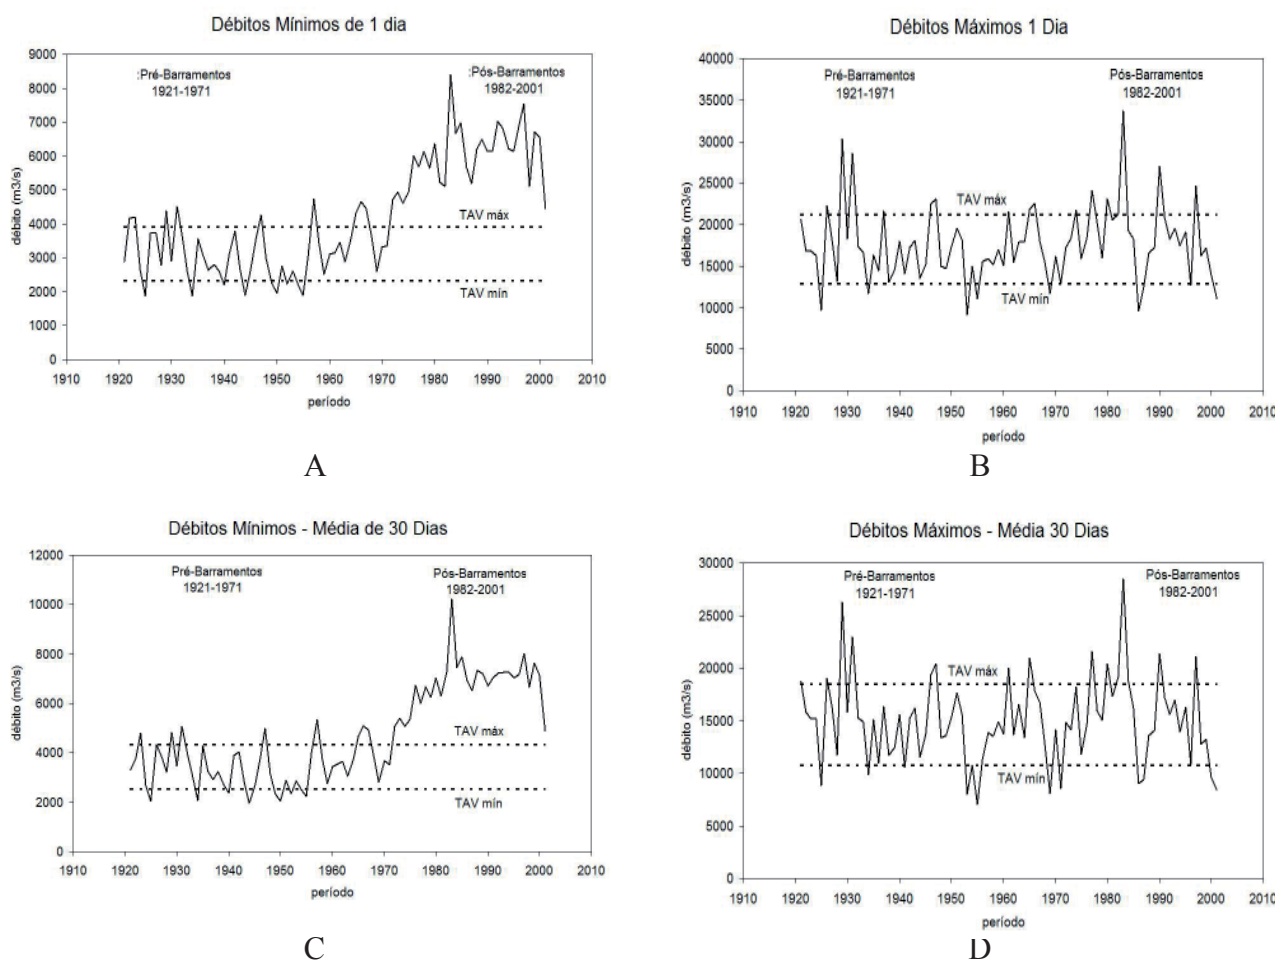 Débitos Mínimos de 1 dia
9000
8000
7000
6000
5000
4000
3000
2000
1000
0
débito (m3/s)
:Pré-Barramentos
1921-1971
:Pós-Barramentos
1982-2001
TAV máx
TAV mín
1910 1920 1930 1940 1950 1960 1970 1980 1990 2000 2010
período
A
Débitos Máximos 1 Dia
40000
35000
30000
25000
20000
15000
10000
5000
0
débito (m3/s)
Pré-Barramentos
1921-1971
Pós-Barramentos
1982-2001
TAV máx
TAV mín
1910 1920 1930 1940 1950 1960 1970 1980 1990 2000 2010
período
B
Débitos Mínimos - Média de 30 Dias
12000
10000
8000
6000
4000
2000
0
débito (m3/s)
Pré-Barramentos
1921-1971
Pós-Barramentos
1982-2001
TAV máx
TAV mín
1910 1920 1930 1940 1950 1960 1970 1980 1990 2000 2010
período
C
Débitos Máximos - Média 30 Dias
30000
25000
20000
15000
10000
5000
0
débito (m3/s)
Pré-Barramentos
1921-1971
Pós-Barramentos
1982-2001
TAV máx
TAV mín
1910 1920 1930 1940 1950 1960 1970 1980 1990 2000 2010
período
D